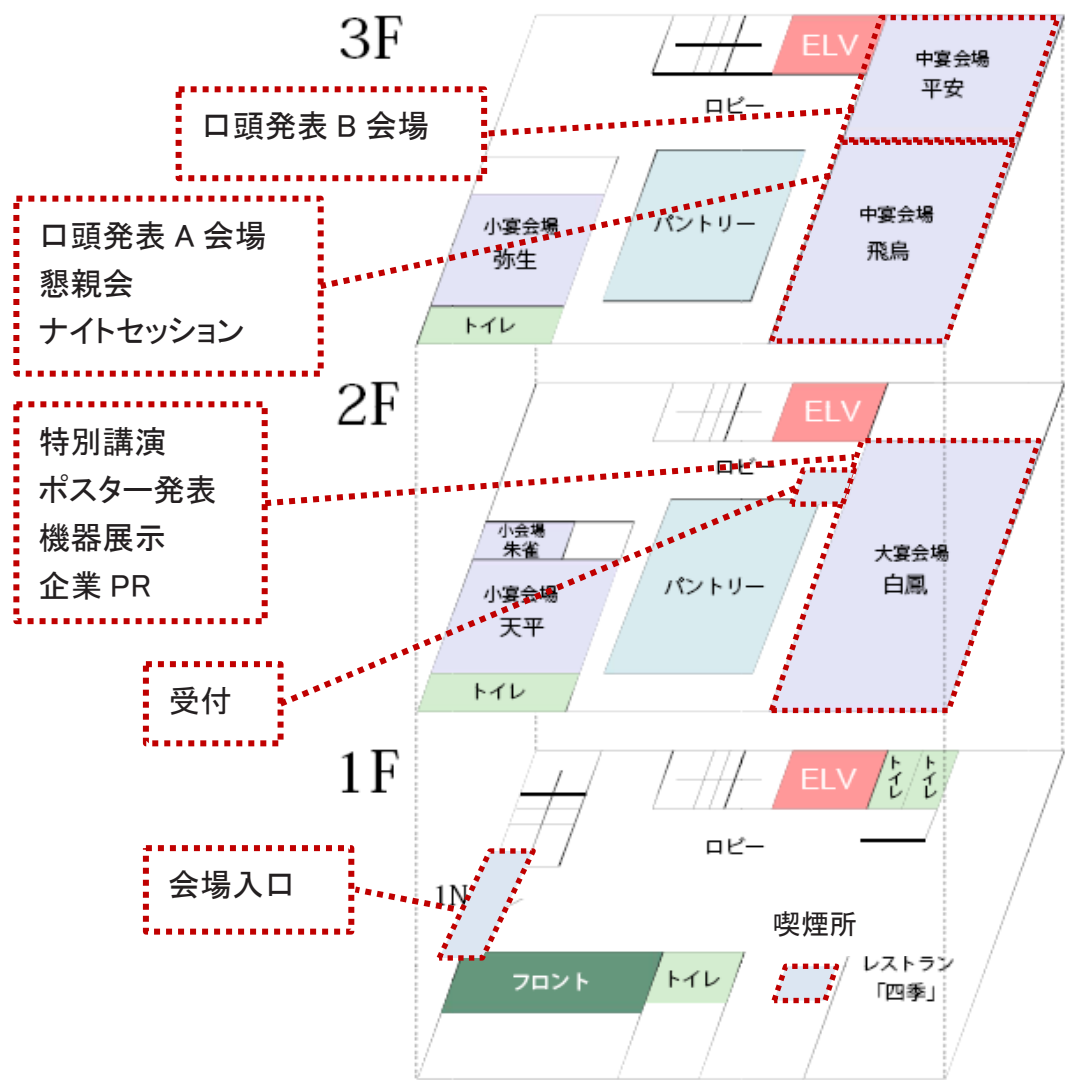 3F
ELV
中宴会場
平安
ロビー
口頭発表 B 会場
口頭発表 A 会場
懇親会
ナイトセッション
小宴会場
弥生
パントリー
中宴会場
飛鳥
トイレ
2F
ELV
特別講演
ポスター発表
機器展示
企業 PR
ロビー
小会場
朱雀
小宴会場
天平
パントリー
大宴会場
白鳳
受付
トイレ
1F
ELV
トイレ
トイレ
ロビー
会場入口
1N
喫煙所
フロント
トイレ
レストラン
「四季」